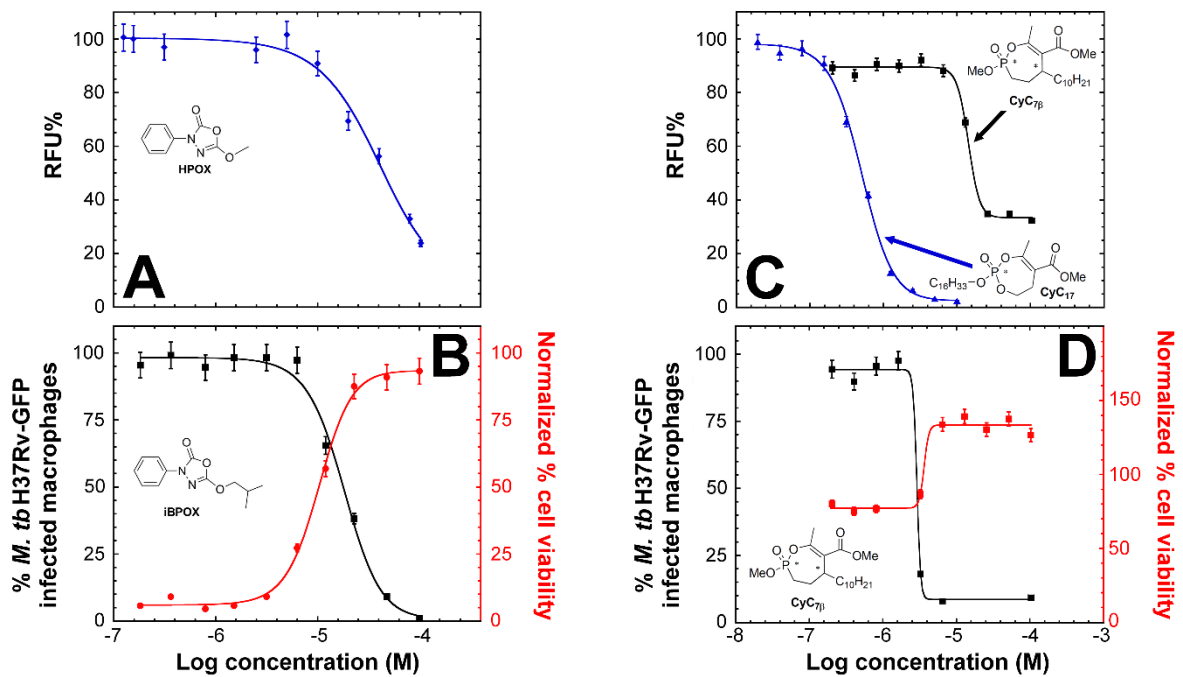 A
RFU%
100
80
60
40
20
0
O
O
N
N
O
HPOX
C
RFU%
100
80
60
40
20
0
O
P
O
MeO
*
*
O
OMe
C10H21
CyC7β
O
P
O
O
C16H33
O
*
O
OMe
CyC17
B
% M. tb H37Rv-GFP
infected macrophages
100
75
50
25
0
Normalized % cell viability
100
75
50
25
0
O
O
N
N
O
iBPOX
-7
-6
-5
-4
Log concentration (M)
D
% M. tb H37Rv-GFP
infected macrophages
100
75
50
25
0
Normalized % cell viability
150
100
50
0
O
P
O
MeO
*
*
O
OMe
C10H21
CyC7β
-8
-7
-6
-5
-4
-3
Log concentration (M)